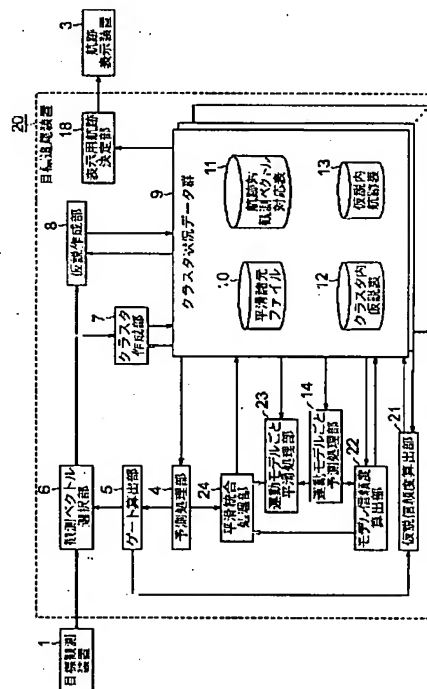 1
目標観測
装置
20
目標追尾装置
6
観測ベクトル
選択部
5
ゲート算出部
4
予測処理部
7
クラスタ
作成部
8
仮説作成部
18
表示用航跡
決定部
3
航跡
表示装置
9
クラスタ状況データ群
10
平滑諸元
ファイル
11
航跡内
観測ベクトル
対応表
12
クラスタ内
仮説表
13
仮説内
航跡表
24
平滑統合
処理部
23
運動モデルごと
平滑処理部
14
運動モデルごと
予測処理部
22
モデル信頼度
算出部
21
仮説信頼度算出部